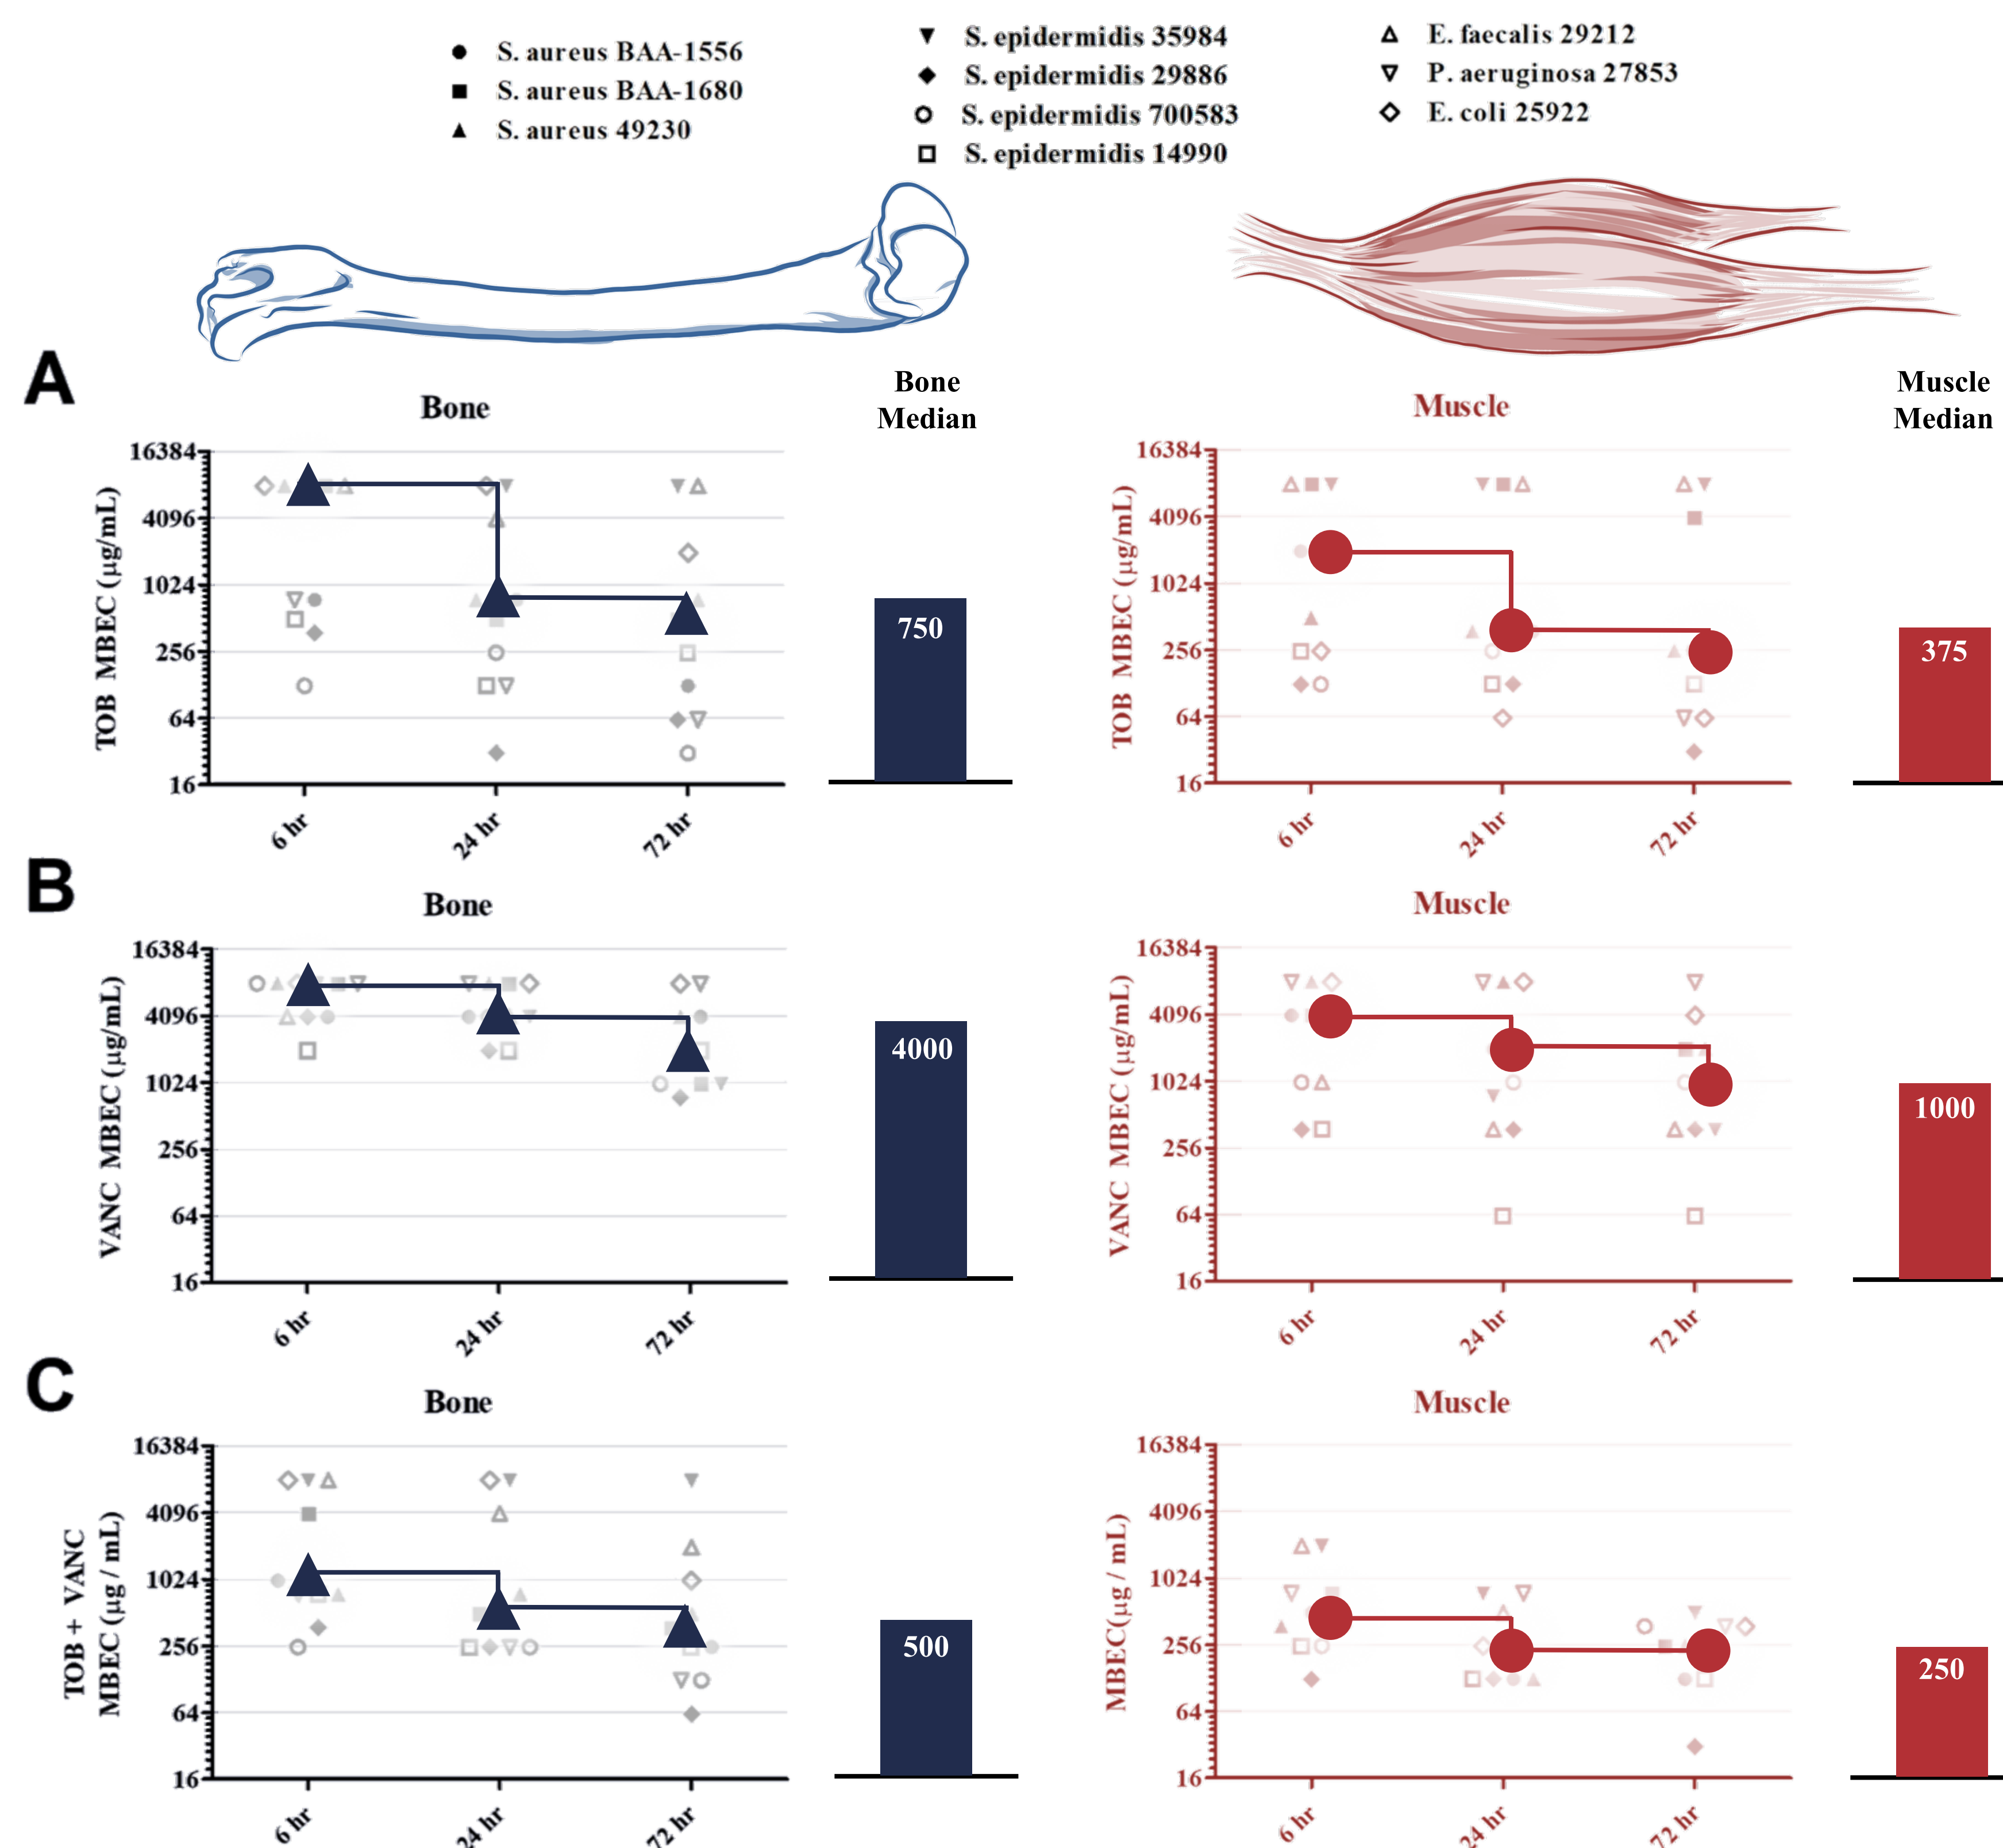 S. aureus BAA-1556
S. aureus BAA-1680
S. aureus 49230
S. epidermidis 35984
S. epidermidis 29886
S. epidermidis 700583
S. epidermidis 14990
E. faecalis 29212
P. aeruginosa 27853
E. coli 25922
A
Bone
Bone
Median
Muscle
Muscle
Median
TOB MBEC (µg/mL)
16384
4096
1024
256
64
16
6 hr
24 hr
72 hr
750
TOB MBEC (µg/mL)
16384
4096
1024
256
64
16
6 hr
24 hr
72 hr
375
B
Bone
VANC MBEC (µg/mL)
16384
4096
1024
256
64
16
6 hr
24 hr
72 hr
4000
Muscle
VANC MBEC (µg/mL)
16384
4096
1024
256
64
16
6 hr
24 hr
72 hr
1000
C
Bone
TOB + VANC
MBEC (µg / mL)
16384
4096
1024
256
64
16
6 hr
24 hr
72 hr
500
Muscle
MBEC(µg / mL)
16384
4096
1024
256
64
16
6 hr
24 hr
72 hr
250